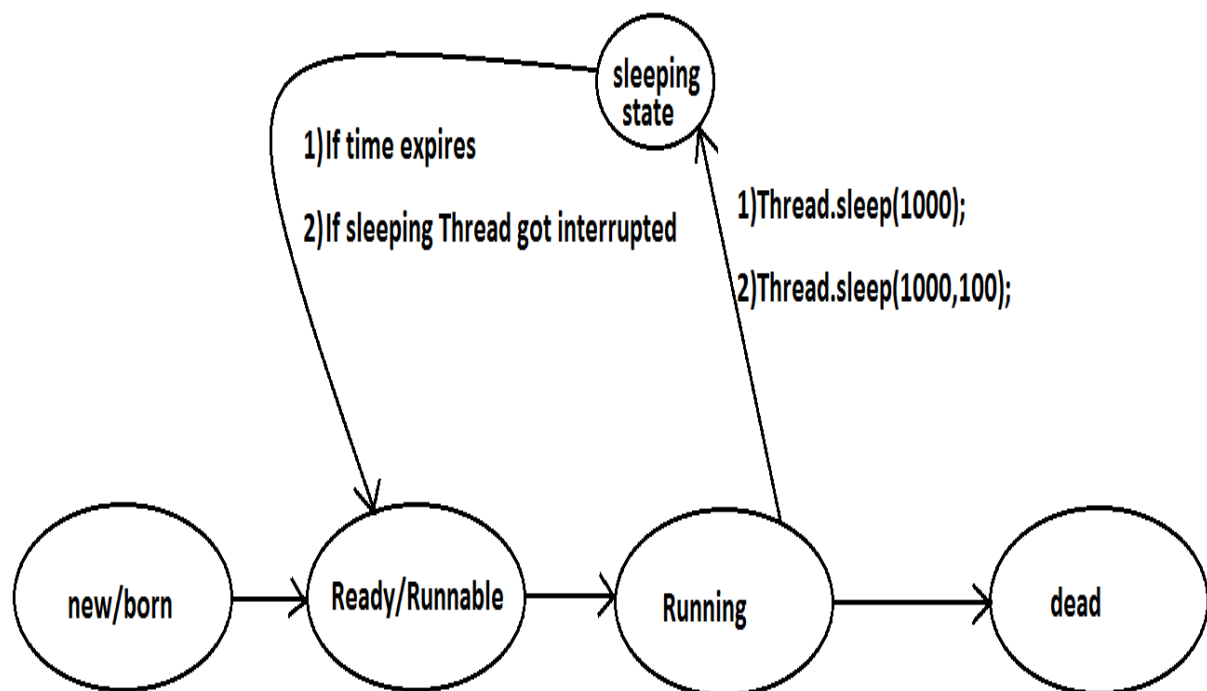 sleeping
state
1)If time expires
2)If sleeping Thread got interrupted
1)Thread.sleep(1000);
2)Thread.sleep(1000,100);
new/born
Ready/Runnable
Running
dead